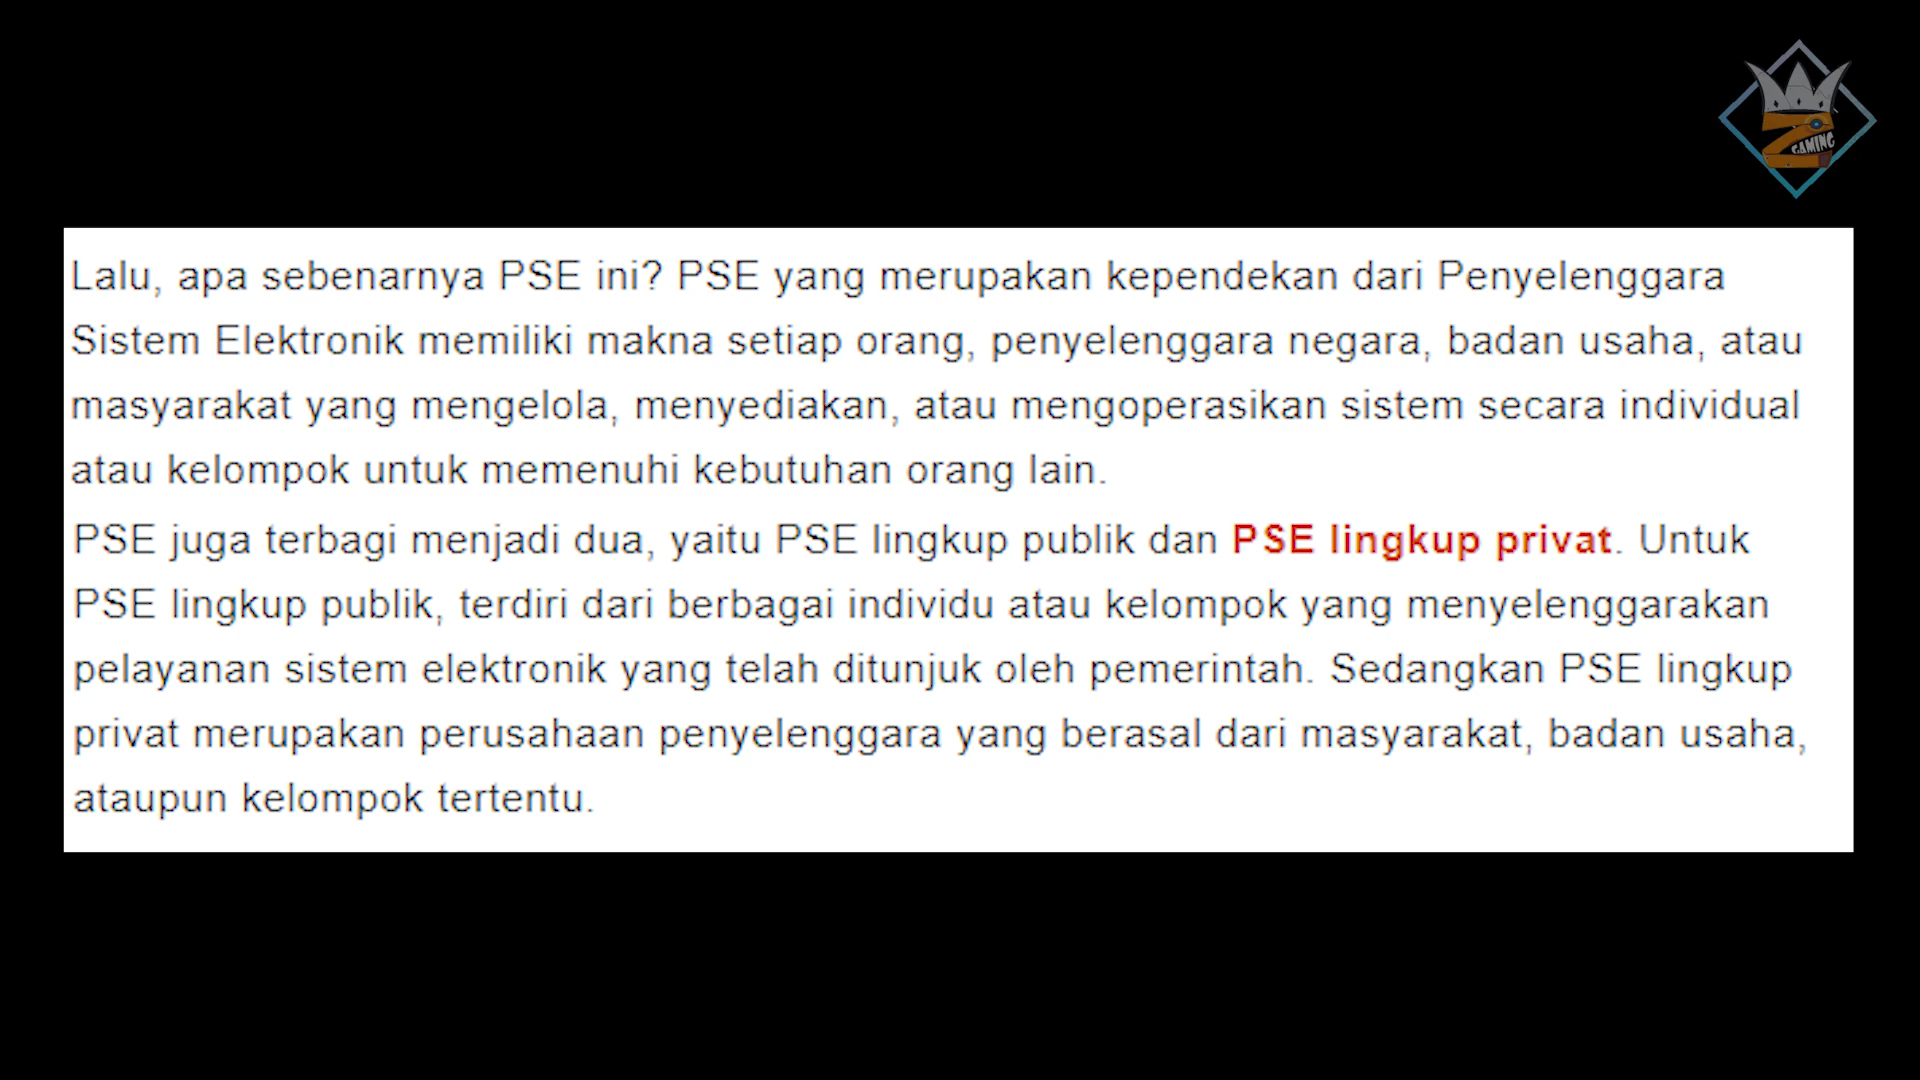 GAMING
Lalu, apa sebenarnya PSE ini? PSE yang merupakan kependekan dari Penyelenggara
Sistem Elektronik memiliki makna setiap orang, penyelenggara negara, badan usaha, atau
masyarakat yang mengelola, menyediakan, atau mengoperasikan sistem secara individual
atau kelompok untuk memenuhi kebutuhan orang lain.
PSE juga terbagi menjadi dua, yaitu PSE lingkup publik dan PSE lingkup privat. Untuk
PSE lingkup publik, terdiri dari berbagai individu atau kelompok yang menyelenggarakan
pelayanan sistem elektronik yang telah ditunjuk oleh pemerintah. Sedangkan PSE lingkup
privat merupakan perusahaan penyelenggara yang berasal dari masyarakat, badan usaha,
ataupun kelompok tertentu.